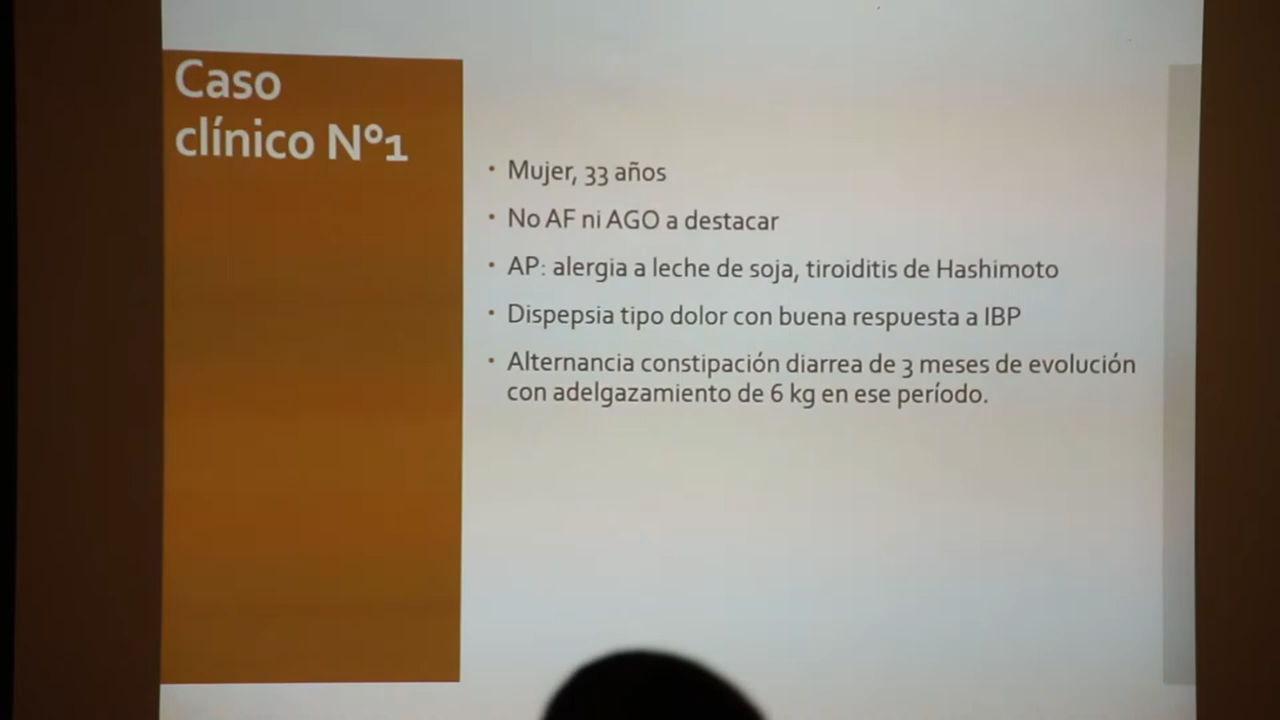 Caso
clínico Nº1
• Mujer, 33 años
• No AF ni AGO a destacar
• AP: alergia a leche de soja, tiroiditis de Hashimoto
• Dispepsia tipo dolor con buena respuesta a IBP
• Alternancia constipación diarrea de 3 meses de evolución
con adelgazamiento de 6 kg en ese período.